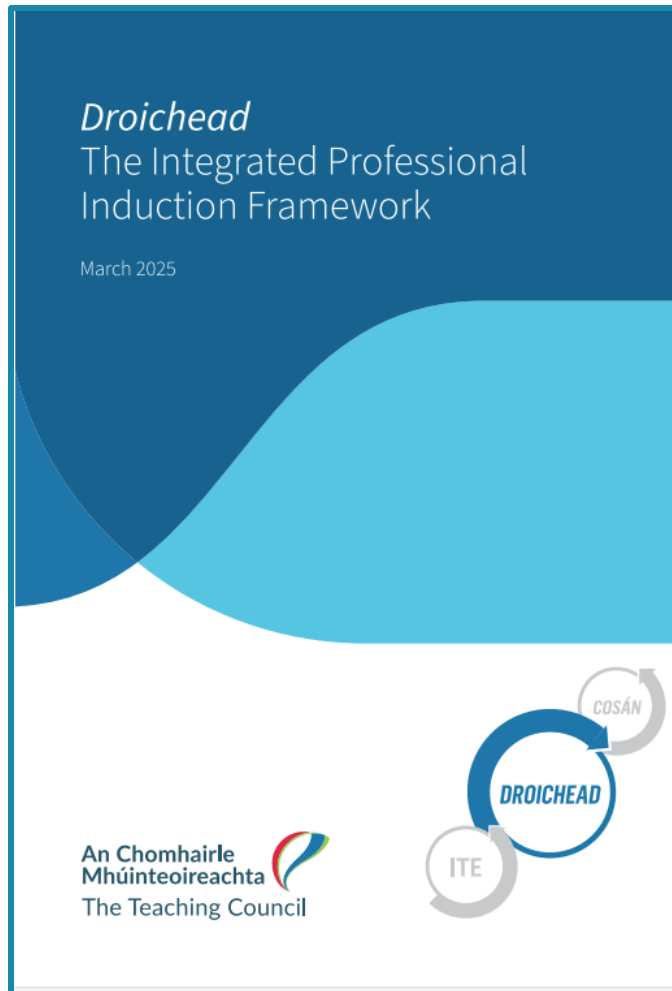 Droichead
The Integrated Professional
Induction Framework
March 2025
COSÁN
DROICHEAD
ITE
An Chomhairle
Mhúinteoireachta
The Teaching Council